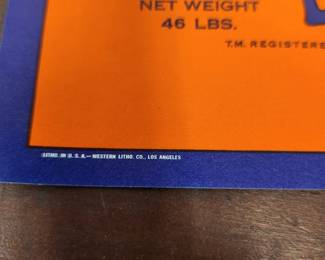 NET WEIGHT
46 LBS.
T.M. REGISTERE
LITHO. IN U.S.A.—WESTERN LITHO. CO., LOS ANGELES